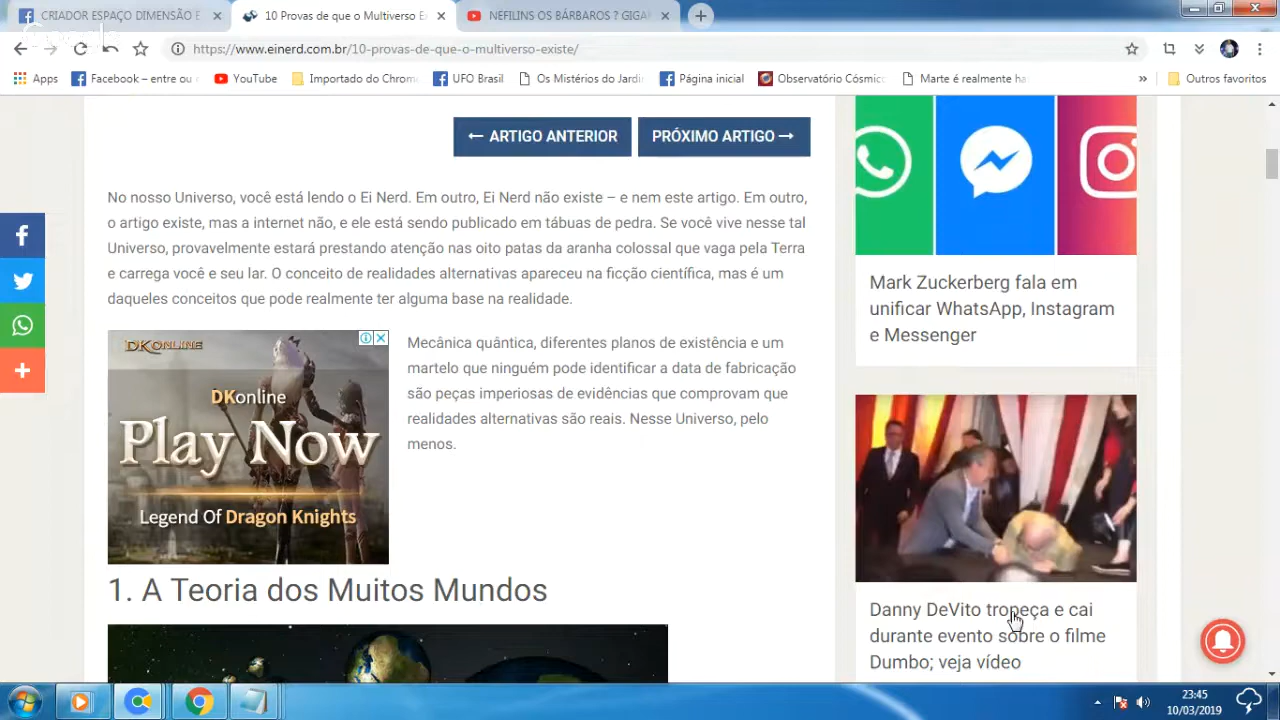 CRIADOR ESPAÇO DIMENSÃO E
10 Provas de que o Multiverso E
NEFILINS OS BÁRBAROS ? GIGA
https://www.einerd.com.br/10-provas-de-que-o-multiverso-existe/
Apps
Facebook – entre ou
YouTube
Importado do Chrom
UFO Brasil
Os Mistérios do Jardi
Página inicial
Observatório Cósmic
Marte é realmente ha
»
Outros favoritos
← ARTIGO ANTERIOR
PRÓXIMO ARTIGO →
No nosso Universo, você está lendo o Ei Nerd. Em outro, Ei Nerd não existe – e nem este artigo. Em outro,
o artigo existe, mas a internet não, e ele está sendo publicado em tábuas de pedra. Se você vive nesse tal
Universo, provavelmente estará prestando atenção nas oito patas da aranha colossal que vaga pela Terra
e carrega você e seu lar. O conceito de realidades alternativas apareceu na ficção científica, mas é um
daqueles conceitos que pode realmente ter alguma base na realidade.
DKONLINE
DKonline
Play Now
Legend Of Dragon Knights
Mecânica quântica, diferentes planos de existência e um
martelo que ninguém pode identificar a data de fabricação
são peças imperiosas de evidências que comprovam que
realidades alternativas são reais. Nesse Universo, pelo
menos.
1. A Teoria dos Muitos Mundos
Mark Zuckerberg fala em
unificar WhatsApp, Instagram
e Messenger
Danny DeVito tropeça e cai
durante evento sobre o filme
Dumbo; veja vídeo
23:45
10/03/2019